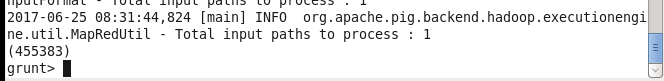 nputFormat - Total input paths to process : 1
2017-06-25 08:31:44,824 [main] INFO  org.apache.pig.backend.hadoop.executionengi
ne.util.MapRedUtil - Total input paths to process : 1
(455383)
grunt>